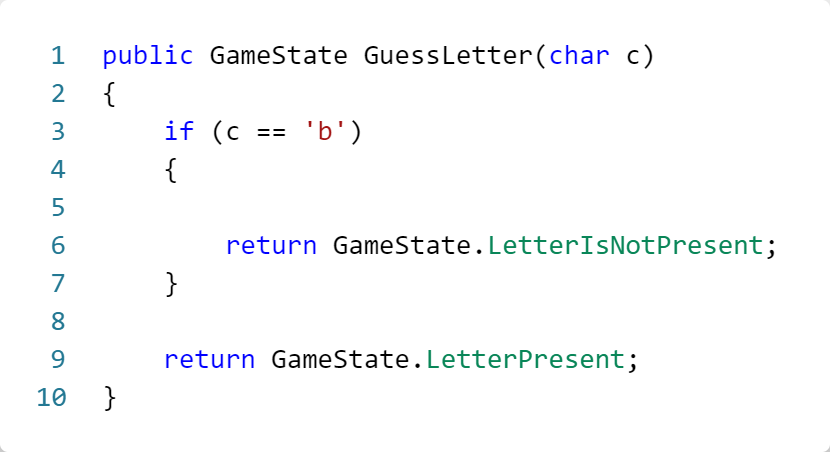 1 public GameState GuessLetter(char c)
2 {
3     if (c == 'b')
4     {
5
6         return GameState.LetterIsNotPresent;
7     }
8
9     return GameState.LetterPresent;
10 }